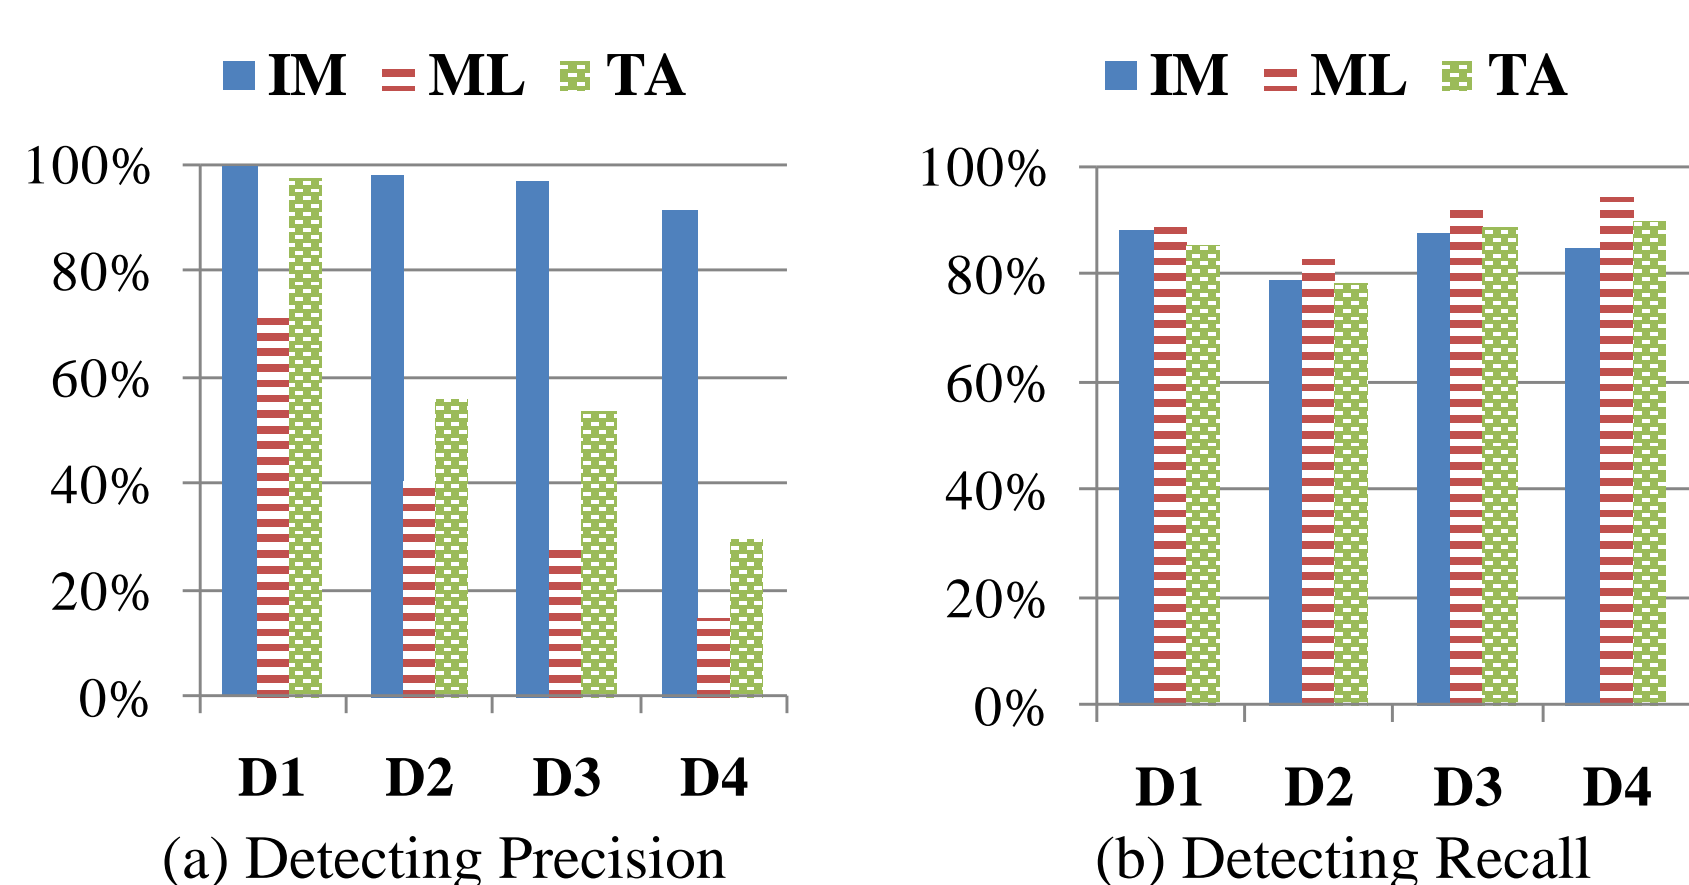 IM ML TA
100%
80%
60%
40%
20%
0%
D1 D2 D3 D4
(a) Detecting Precision
IM ML TA
100%
80%
60%
40%
20%
0%
D1 D2 D3 D4
(b) Detecting Recall